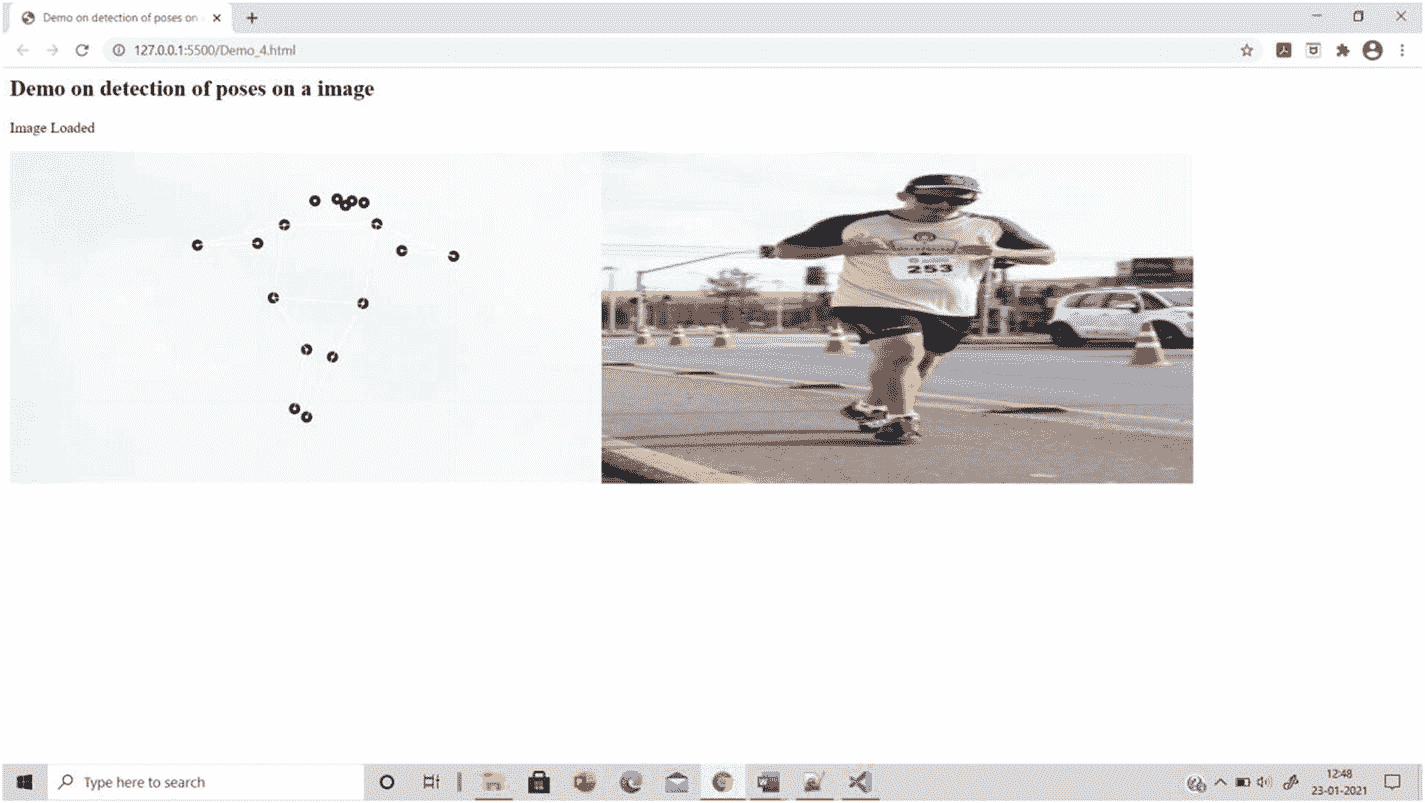 Demo on detection of poses on
127.0.0.1:5500/Demo_4.html
Demo on detection of poses on a image
Image Loaded
253
Type here to search
12:48
23-01-2021